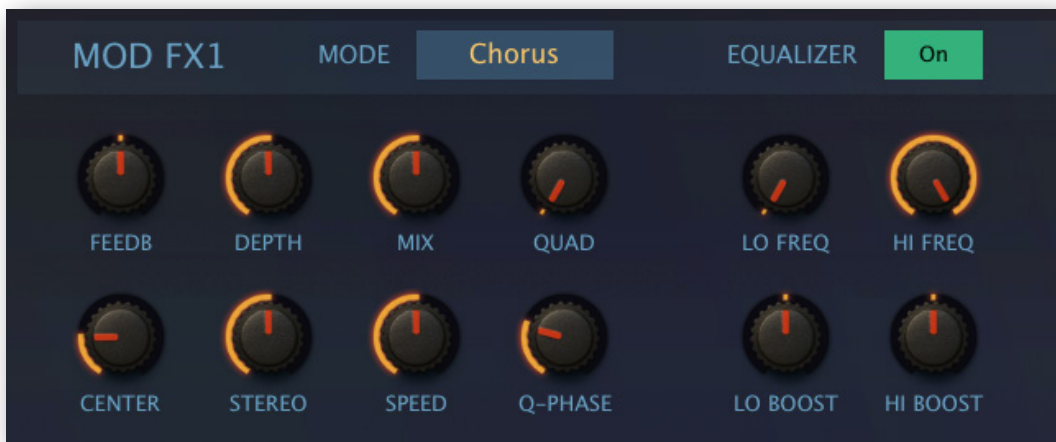 MOD FX1 MODE Chorus EQUALIZER On
FEEDB DEPTH MIX QUAD LO FREQ HI FREQ
CENTER STEREO SPEED Q-PHASE LO BOOST HI BOOST